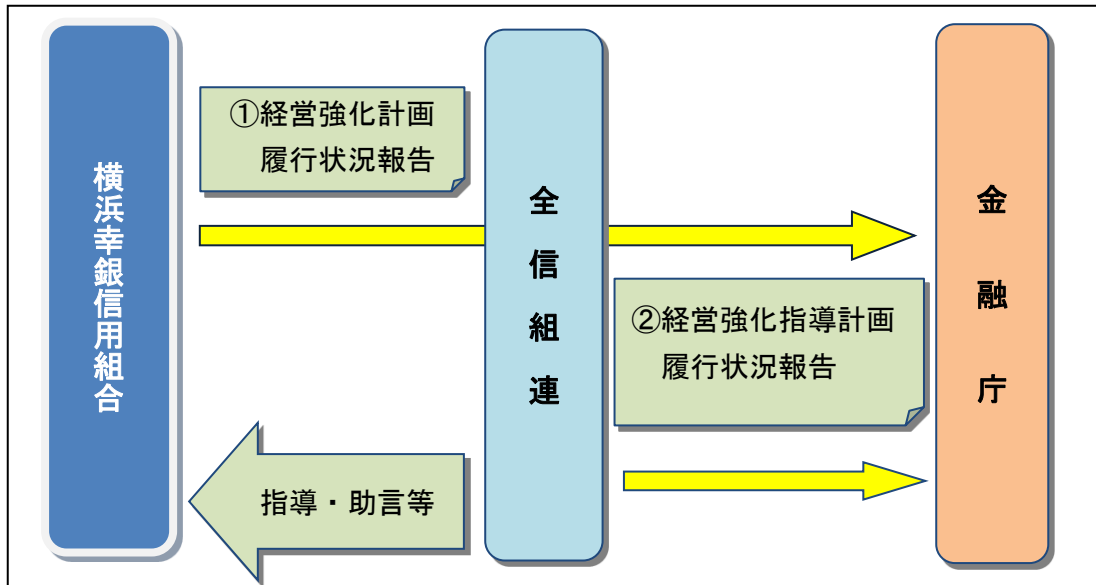 横浜幸銀信用組合
①経営強化計画
履行状況報告
全信組連
②経営強化指導計画
履行状況報告
金融庁
指導・助言等